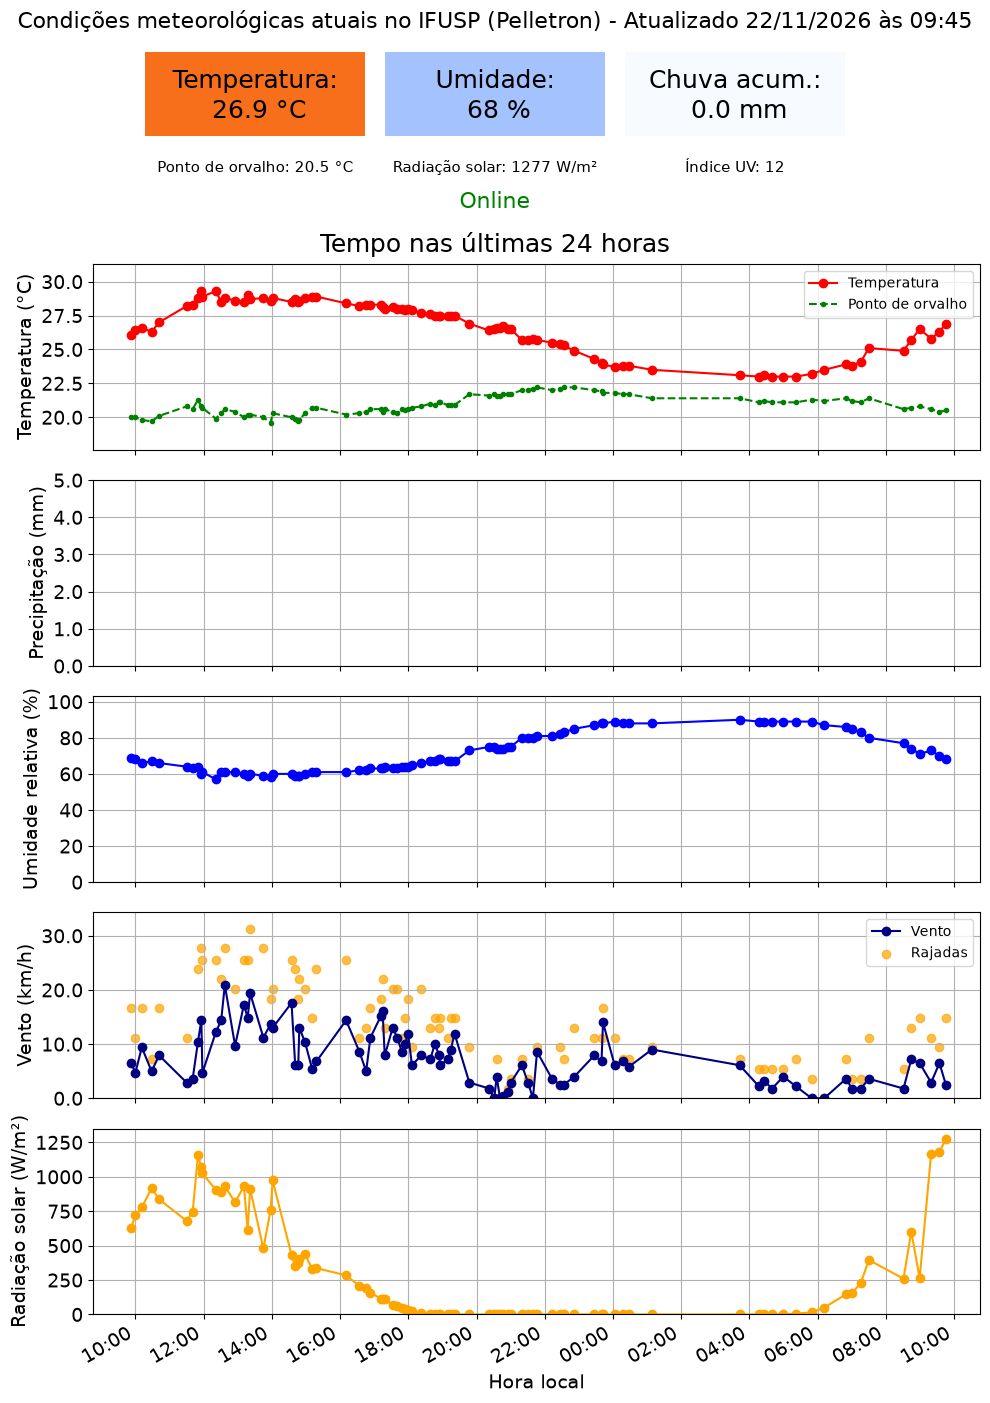 Condições meteorológicas atuais no IFUSP (Pelletron) - Atualizado 22/11/2026 às 09:45
Temperatura:
26.9 °C
Umidade:
68 %
Chuva acum.:
0.0 mm
Ponto de orvalho: 20.5 °C
Radiação solar: 1277 W/m²
Índice UV: 12
Online
Tempo nas últimas 24 horas
Temperatura (°C)
30.0
27.5
25.0
22.5
20.0
Temperatura
Ponto de orvalho
Precipitação (mm)
5.0
4.0
3.0
2.0
1.0
0.0
Umidade relativa (%)
100
80
60
40
20
0
Vento (km/h)
30.0
20.0
10.0
0.0
Vento
Rajadas
Radiação solar (W/m²)
1250
1000
750
500
250
0
10:00
12:00
14:00
16:00
18:00
20:00
22:00
00:00
02:00
04:00
06:00
08:00
10:00
Hora local